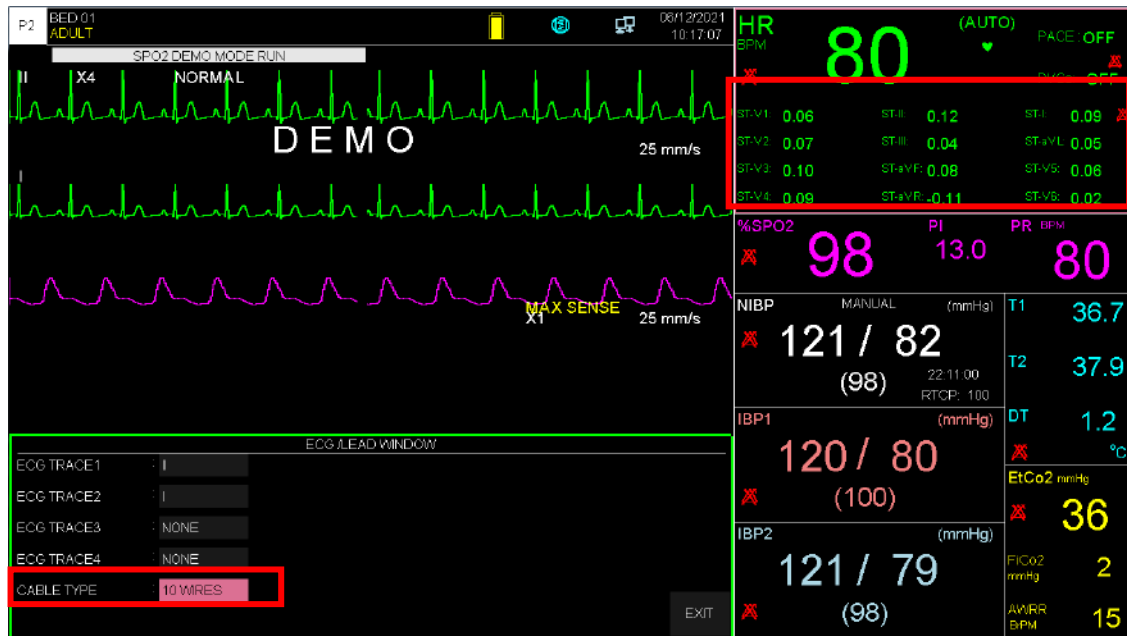 P2 BED 01 ADULT 06/12/2021 10:17:07
SPO2 DEMO MODE RUN
II X4 NORMAL
DEMO
25 mm/s
I
MAX SENSE
X1 25 mm/s
ECG /LEAD WINDOW
ECG TRACE1 : I
ECG TRACE2 : I
ECG TRACE3 : NONE
ECG TRACE4 : NONE
CABLE TYPE : 10 WIRES
EXIT
HR (AUTO)
BPM 80 PACE: OFF
OFF
ST-V1: 0.06 ST-II: 0.12 ST-I: 0.09
ST-V2: 0.07 ST-III: 0.04 ST-aVL: 0.05
ST-V3: 0.10 ST-aVF: 0.08 ST-V5: 0.06
ST-V4: 0.09 ST-aVR: -0.11 ST-V6: 0.02
%SPO2 PI PR BPM
98 13.0 80
NIBP MANUAL (mmHg)
121 / 82
(98) 22:11:00
RTCP: 100
T1 36.7
T2 37.9
DT 1.2
°C
IBP1 (mmHg)
120 / 80
(100)
IBP2 (mmHg)
121 / 79
(98)
EtCo2 mmHg
36
FiCo2 mmHg 2
AWRR BrPM 15